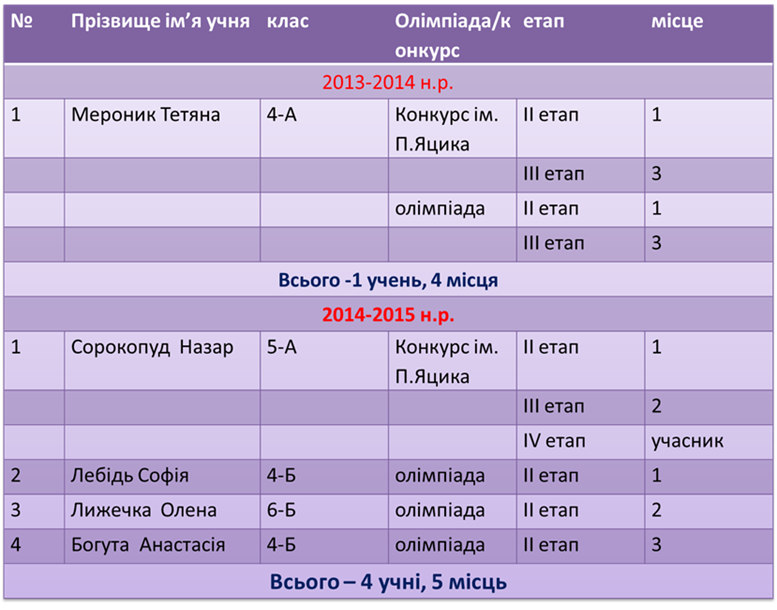 № Прізвище ім’я учня клас Олімпіада/к етап місце
онкурс
2013-2014 н.р.
1 Мероник Тетяна 4-А Конкурс ім. ІІ етап 1
П.Яцика
ІІІ етап 3
олімпіада ІІ етап 1
ІІІ етап 3
Всього -1 учень, 4 місця
2014-2015 н.р.
1 Сорокопуд Назар 5-А Конкурс ім. ІІ етап 1
П.Яцика
ІІІ етап 2
IV етап учасник
2 Лебідь Софія 4-Б олімпіада ІІ етап 1
3 Лижечка Олена 6-Б олімпіада ІІ етап 2
4 Богута Анастасія 4-Б олімпіада ІІ етап 3
Всього – 4 учні, 5 місць